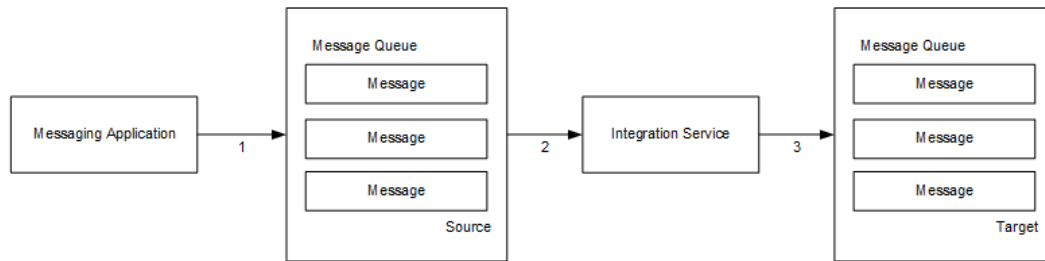 Messaging Application
1
Message Queue
Message
Message
Message
Source
2
Integration Service
3
Message Queue
Message
Message
Message
Target